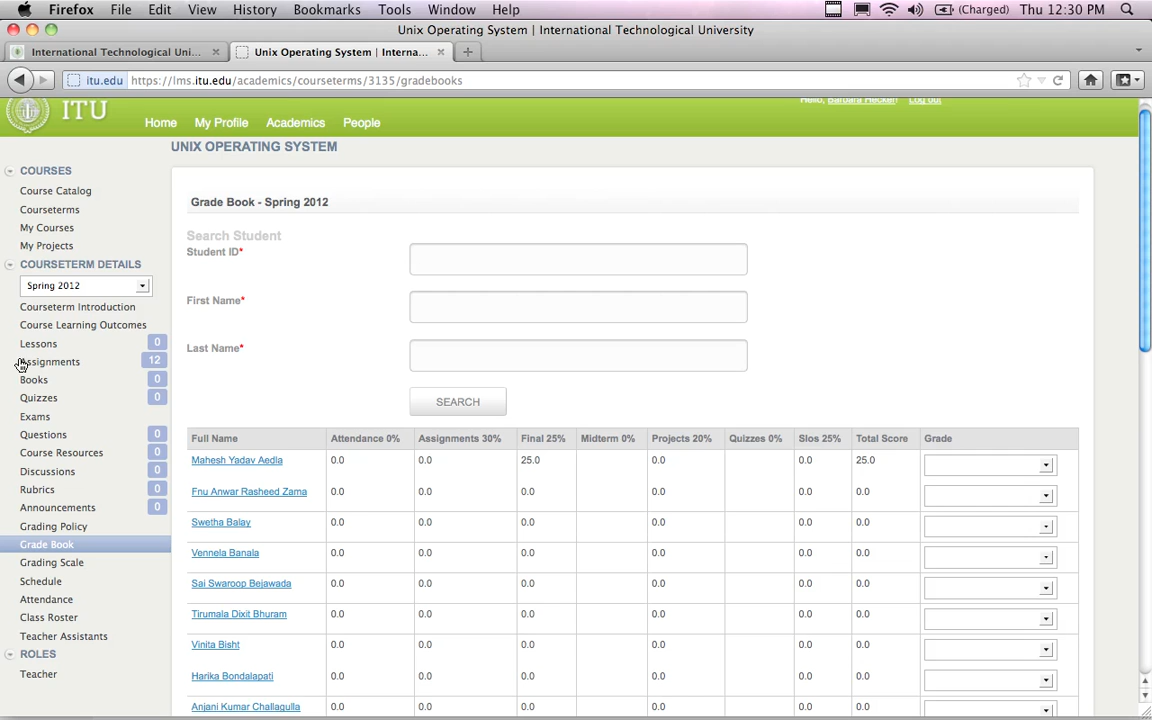 Firefox File Edit View History Bookmarks Tools Window Help (Charged) Thu 12:30 PM
Unix Operating System | International Technological University
International Technological Uni... Unix Operating System | Interna...
itu.edu https://lms.itu.edu/academics/courseterms/3135/gradebooks
Hello, Barbara Hecker! Log out
ITU
Home My Profile Academics People
UNIX OPERATING SYSTEM
COURSES
Course Catalog
Courseterms
My Courses
My Projects
COURSETERM DETAILS
Spring 2012
Courseterm Introduction
Course Learning Outcomes
Lessons 0
Assignments 12
Books 0
Quizzes 0
Exams
Questions 0
Course Resources 0
Discussions 0
Rubrics 0
Announcements 0
Grading Policy
Grade Book
Grading Scale
Schedule
Attendance
Class Roster
Teacher Assistants
ROLES
Teacher
Grade Book - Spring 2012
Search Student
Student ID*
First Name*
Last Name*
SEARCH
Full Name Attendance 0% Assignments 30% Final 25% Midterm 0% Projects 20% Quizzes 0% Slos 25% Total Score Grade
Mahesh Yadav Aedla 0.0 0.0 25.0 0.0 0.0 25.0
Fnu Anwar Rasheed Zama 0.0 0.0 0.0 0.0 0.0 0.0
Swetha Balay 0.0 0.0 0.0 0.0 0.0 0.0
Vennela Banala 0.0 0.0 0.0 0.0 0.0 0.0
Sai Swaroop Bejawada 0.0 0.0 0.0 0.0 0.0 0.0
Tirumala Dixit Bhuram 0.0 0.0 0.0 0.0 0.0 0.0
Vinita Bisht 0.0 0.0 0.0 0.0 0.0 0.0
Harika Bondalapati 0.0 0.0 0.0 0.0 0.0 0.0
Anjani Kumar Challagulla 0.0 0.0 0.0 0.0 0.0 0.0